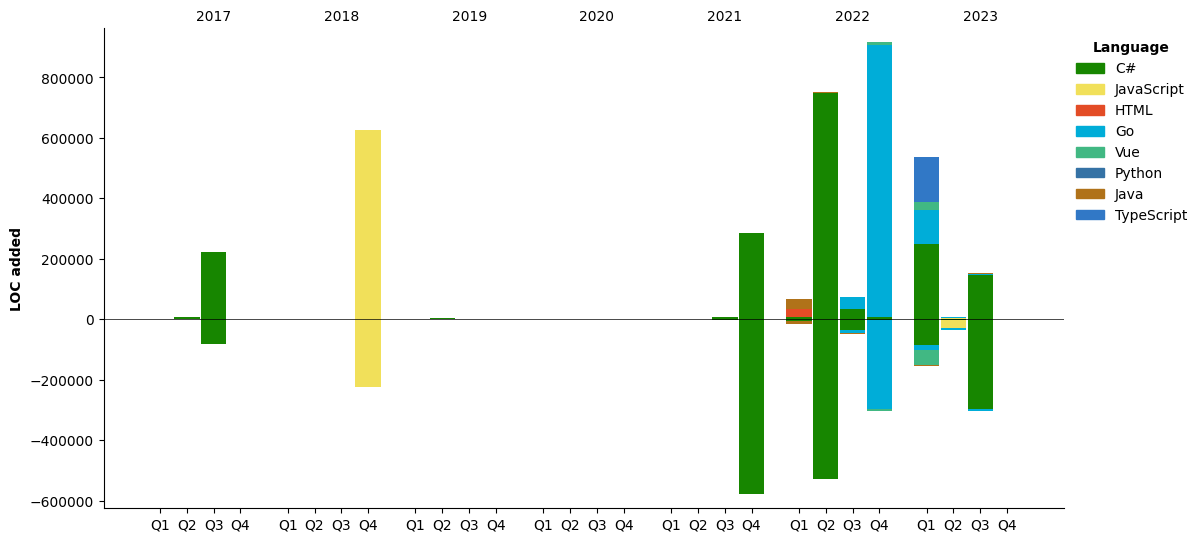 2017 2018 2019 2020 2021 2022 2023
Language
C#
JavaScript
HTML
Go
Vue
Python
Java
TypeScript
LOC added
800000
600000
400000
200000
0
−200000
−400000
−600000
Q1 Q2 Q3 Q4 Q1 Q2 Q3 Q4 Q1 Q2 Q3 Q4 Q1 Q2 Q3 Q4 Q1 Q2 Q3 Q4 Q1 Q2 Q3 Q4 Q1 Q2 Q3 Q4